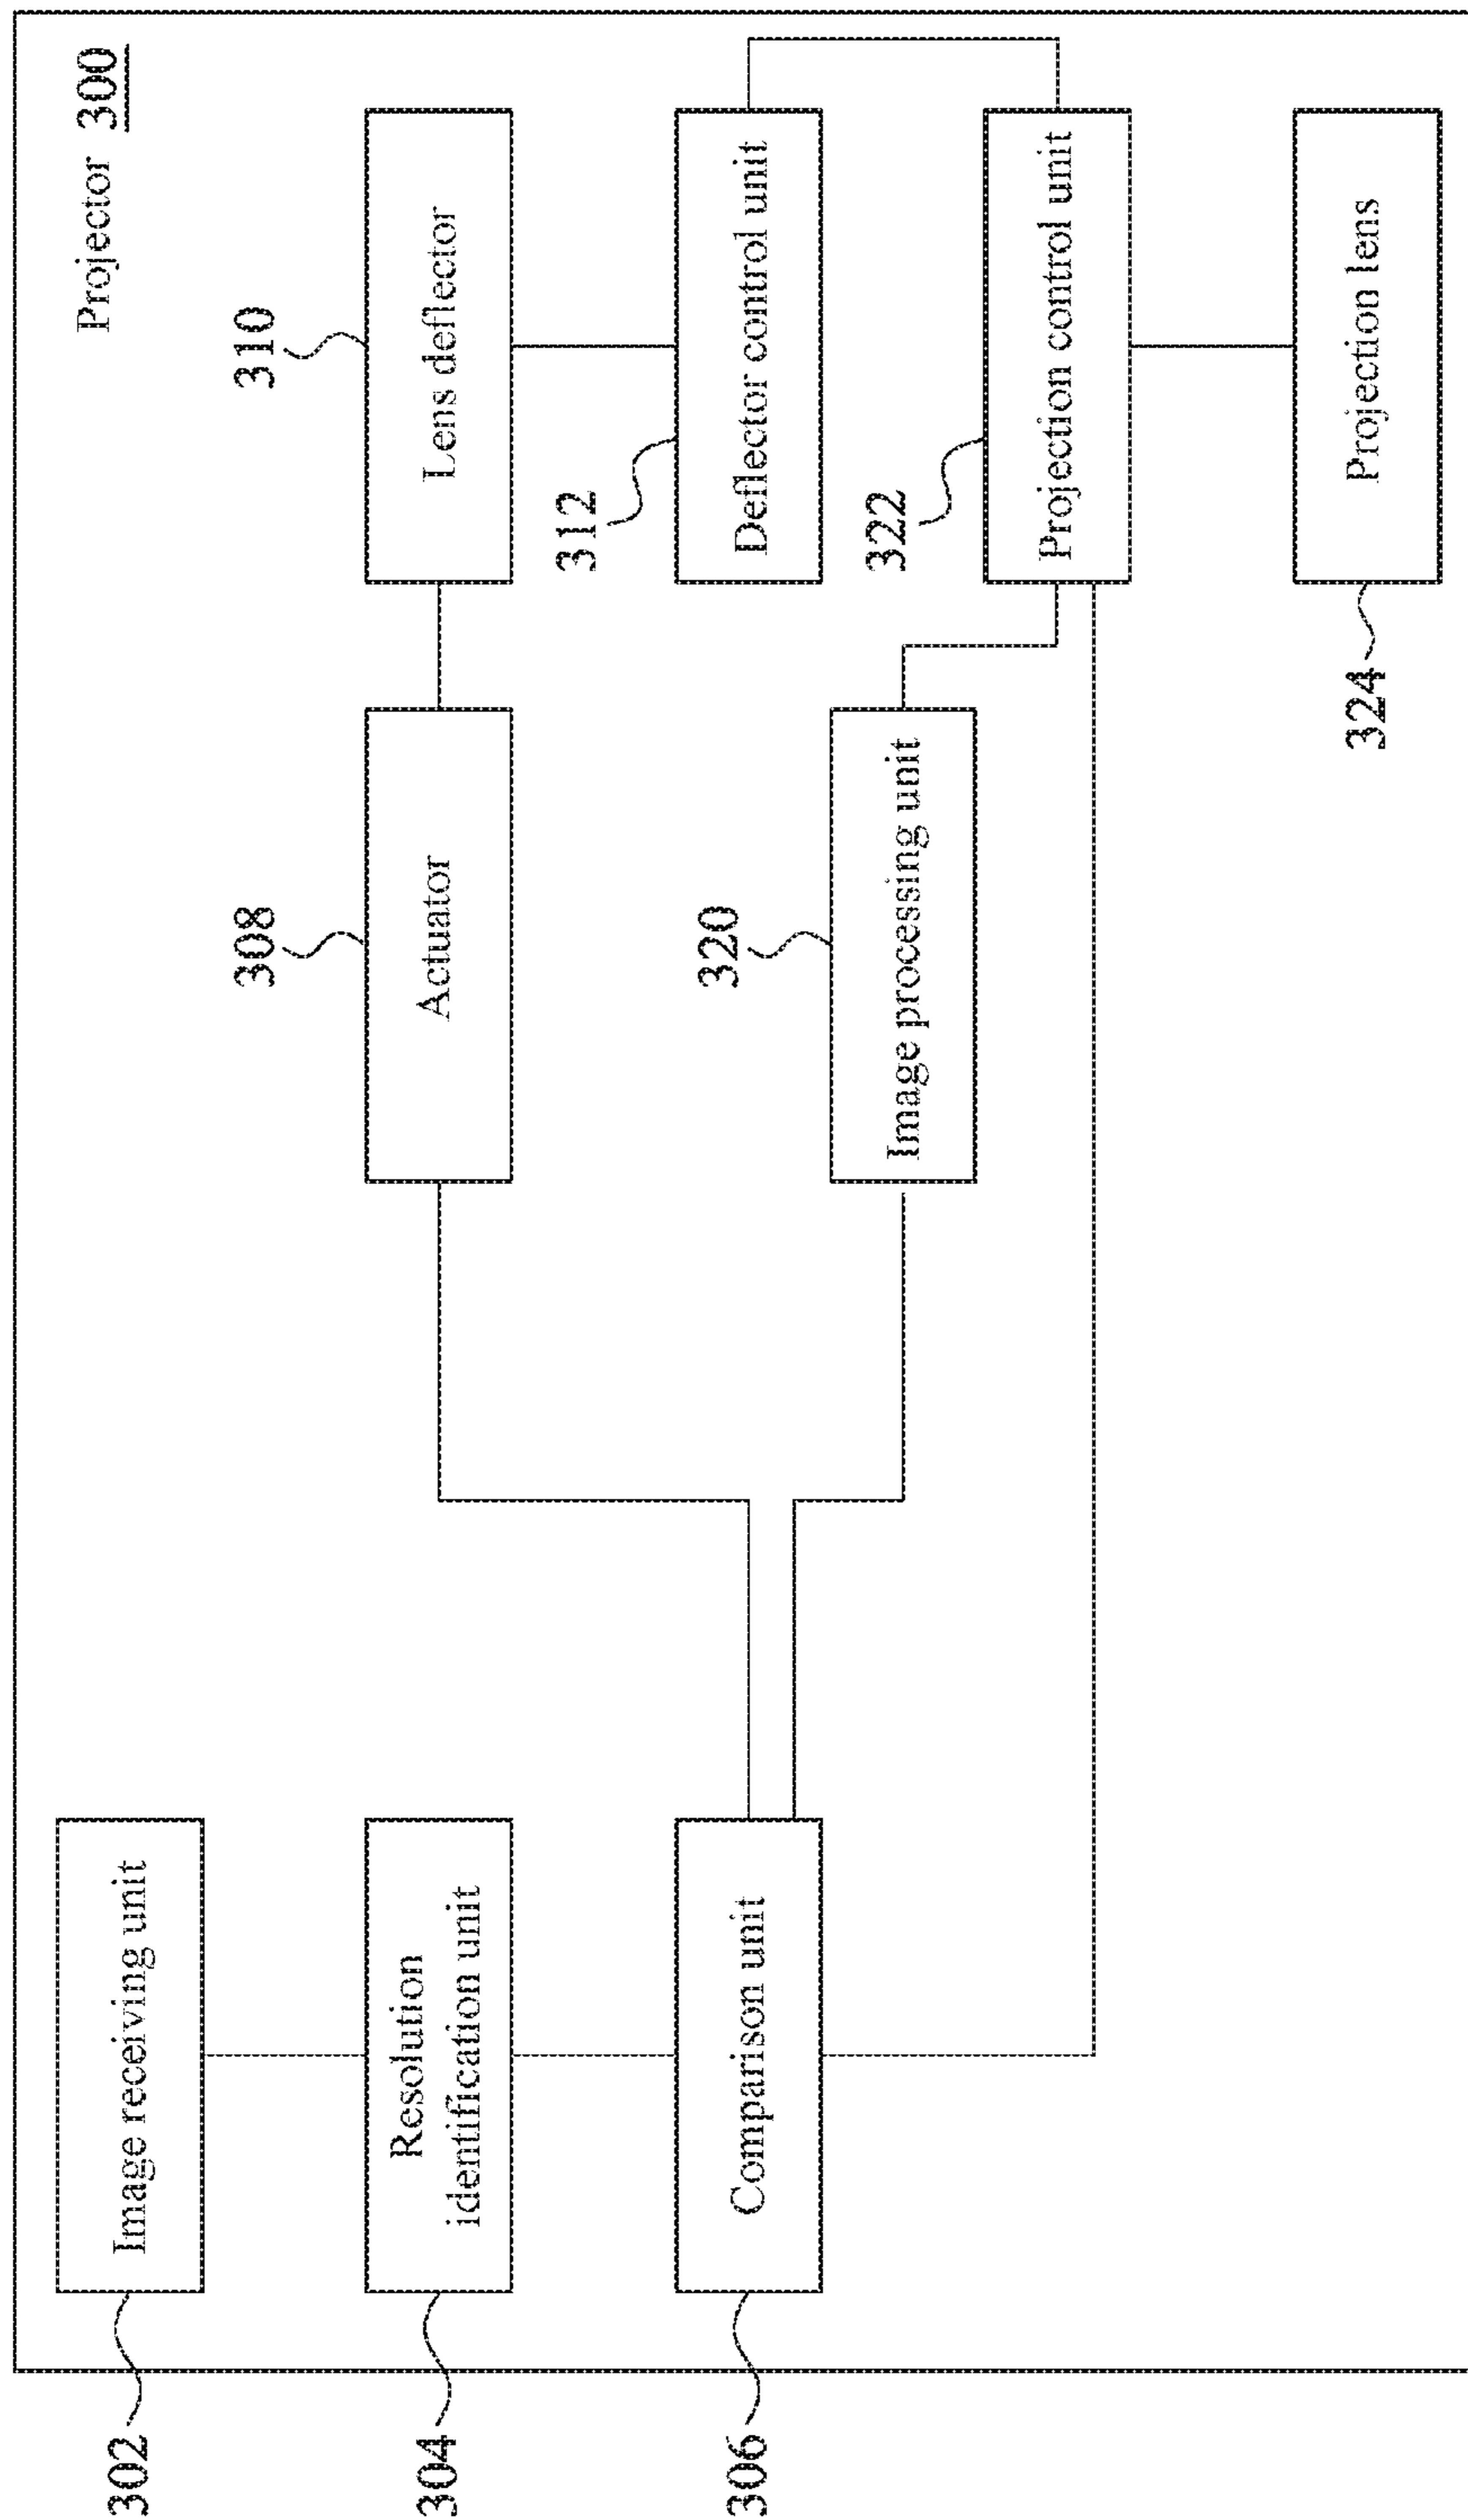 Projector 300
302
Image receiving unit
304
Resolution
identification unit
306
Comparison unit
308
Actuator
310
Lens deflector
312
Deflector control unit
320
Image processing unit
322
Projection control unit
324
Projection lens